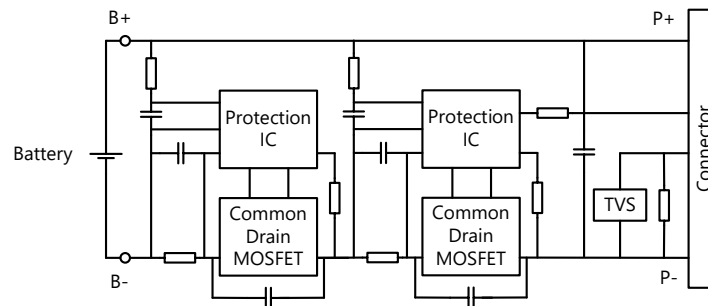 B+
P+
Protection
IC
Protection
IC
Battery
Common
Drain
MOSFET
Common
Drain
MOSFET
TVS
Connector
B-
P-